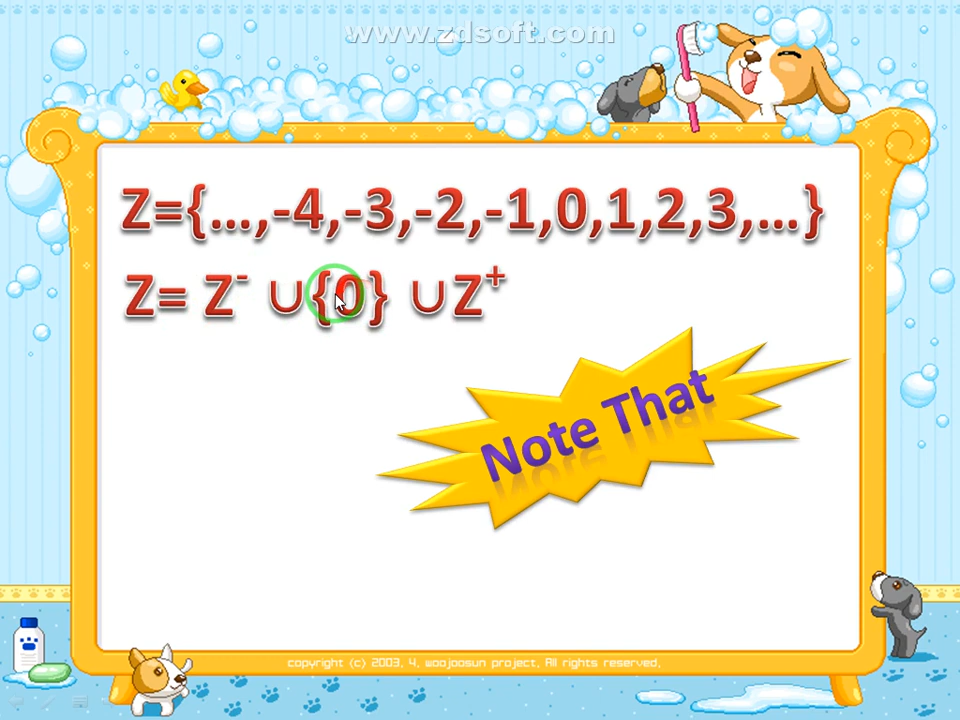 www.zdsoft.com
Z={…,-4,-3,-2,-1,0,1,2,3,…}
Z= Z⁻ ∪{0} ∪Z⁺
Note That
copyright (c) 2003, 4. woojoosun project. All rights reserved.